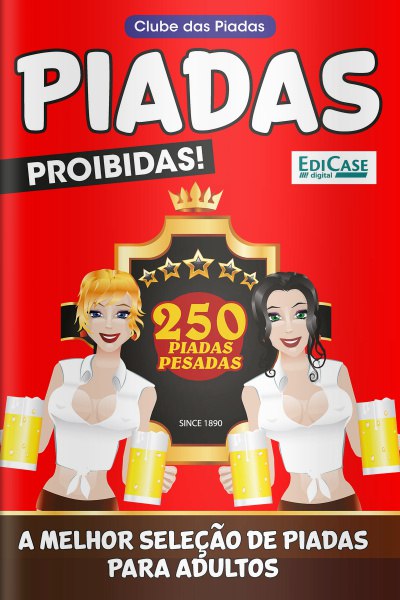 Clube das Piadas
PIADAS
PROIBIDAS!
EDICASE
digital
250
PIADAS
PESADAS
SINCE 1890
A MELHOR SELEÇÃO DE PIADAS
PARA ADULTOS